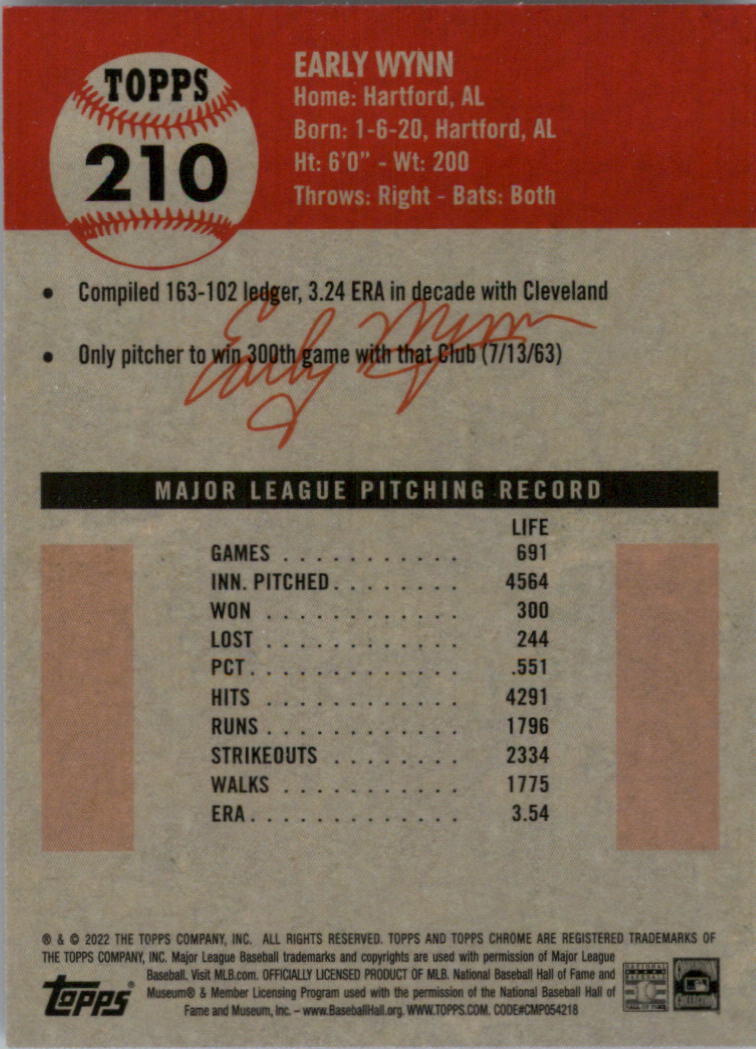 TOPPS
210
EARLY WYNN
Home: Hartford, AL
Born: 1-6-20, Hartford, AL
Ht: 6'0" - Wt: 200
Throws: Right - Bats: Both
• Compiled 163-102 ledger, 3.24 ERA in decade with Cleveland
• Only pitcher to win 300th game with that Club (7/13/63)
Early Wynn
MAJOR LEAGUE PITCHING RECORD
LIFE
GAMES . . . . . . . . . . . 691
INN. PITCHED . . . . . . . . 4564
WON . . . . . . . . . . . . 300
LOST . . . . . . . . . . . . 244
PCT . . . . . . . . . . . . . .551
HITS . . . . . . . . . . . . 4291
RUNS . . . . . . . . . . . . 1796
STRIKEOUTS . . . . . . . . 2334
WALKS . . . . . . . . . . . 1775
ERA . . . . . . . . . . . . . 3.54
® & © 2022 THE TOPPS COMPANY, INC. ALL RIGHTS RESERVED. TOPPS AND TOPPS CHROME ARE REGISTERED TRADEMARKS OF
THE TOPPS COMPANY, INC. Major League Baseball trademarks and copyrights are used with permission of Major League
Baseball. Visit MLB.com. OFFICIALLY LICENSED PRODUCT OF MLB. National Baseball Hall of Fame and
Museum® & Member Licensing Program used with the permission of the National Baseball Hall of
Fame and Museum, Inc. – www.BaseballHall.org. WWW.TOPPS.COM. CODE#CMP054218
topps®
NATIONAL
BASEBALL
HALL OF FAME